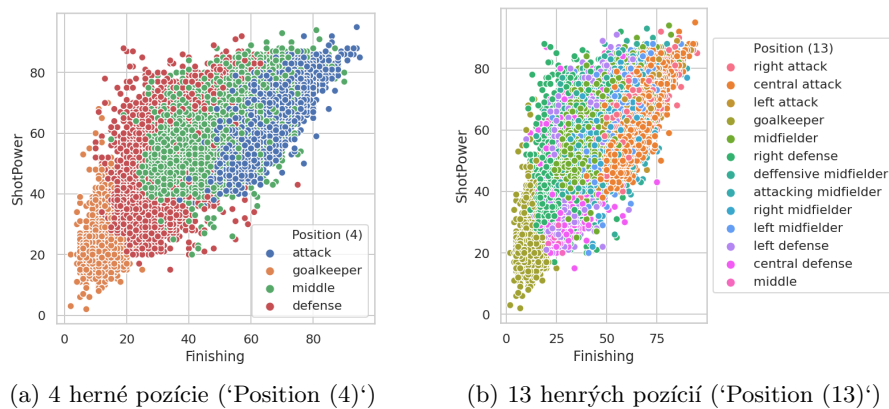 80
60
40
20
0
ShotPower
0
20
40
60
80
Finishing
Position (4)
attack
goalkeeper
middle
defense
80
60
40
20
0
ShotPower
0
25
50
75
Finishing
Position (13)
right attack
central attack
left attack
goalkeeper
midfielder
right defense
deffensive midfielder
attacking midfielder
right midfielder
left midfielder
left defense
central defense
middle
(a) 4 herné pozície (‘Position (4)‘)
(b) 13 henrých pozícií (‘Position (13)‘)